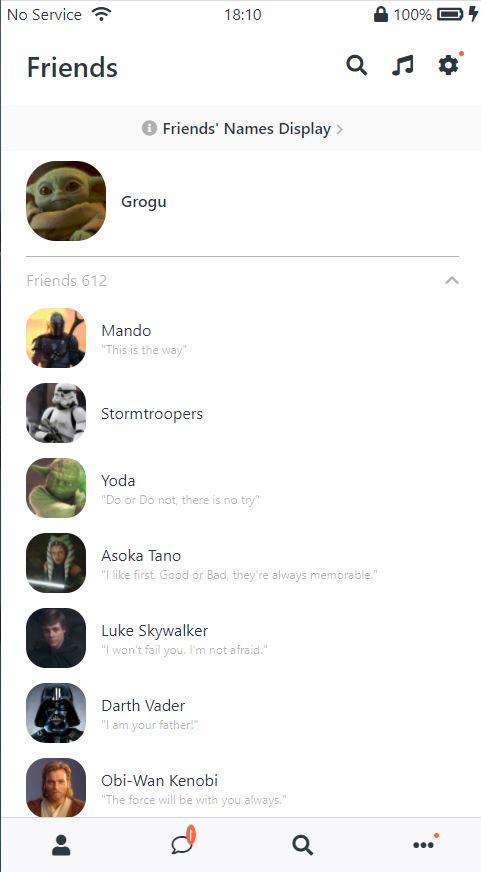 No Service 18:10 100%
Friends
Friends' Names Display
Grogu
Friends 612
Mando
"This is the way"
Stormtroopers
Yoda
"Do or Do not, there is no try"
Asoka Tano
"I like first. Good or Bad, they're always memorable."
Luke Skywalker
"I won't fail you. I'm not afraid."
Darth Vader
"I am your father!"
Obi-Wan Kenobi
"The force will be with you always."